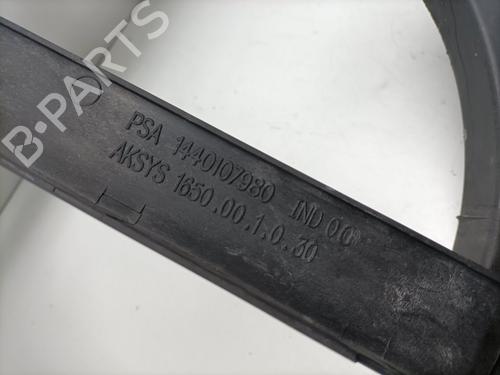 PSA 1440107980 IND 00
AKSYS 1650.00.1.0.30
B-PARTS